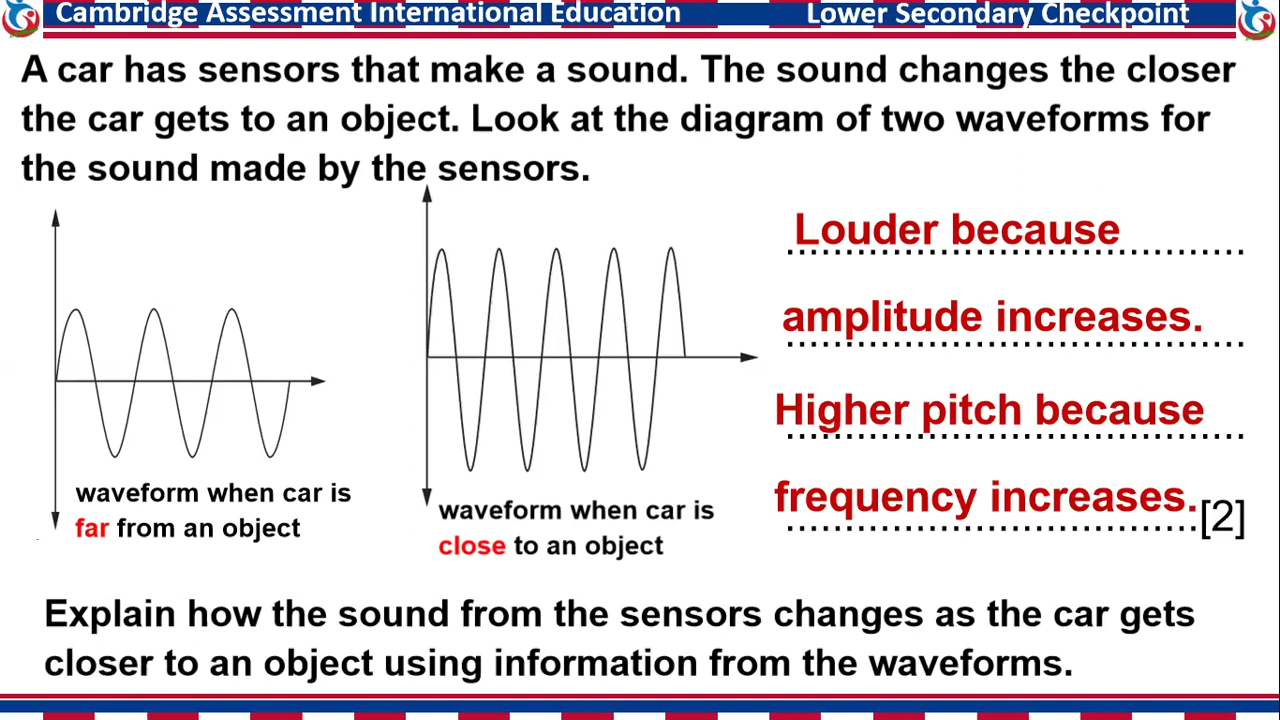 Cambridge Assessment International Education Lower Secondary Checkpoint
A car has sensors that make a sound. The sound changes the closer
the car gets to an object. Look at the diagram of two waveforms for
the sound made by the sensors.
waveform when car is
far from an object
waveform when car is
close to an object
Louder because
amplitude increases.
Higher pitch because
frequency increases.
[2]
Explain how the sound from the sensors changes as the car gets
closer to an object using information from the waveforms.